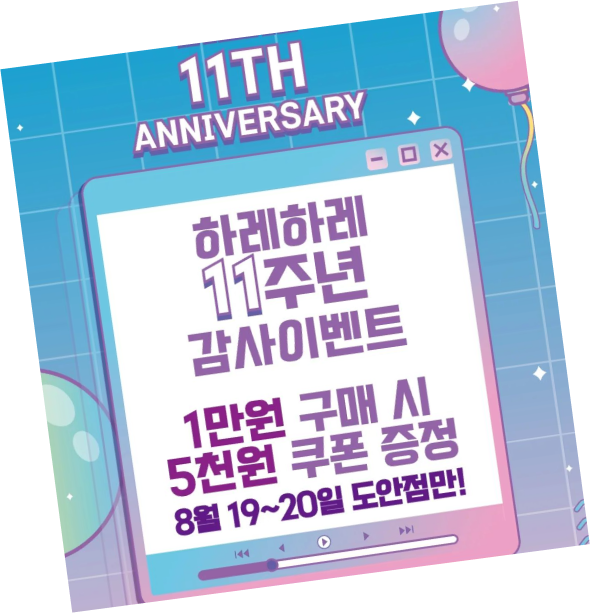 11TH
ANNIVERSARY
하레하레
11주년
감사이벤트
1만원 구매 시
5천원 쿠폰 증정
8월 19~20일 도안점만!